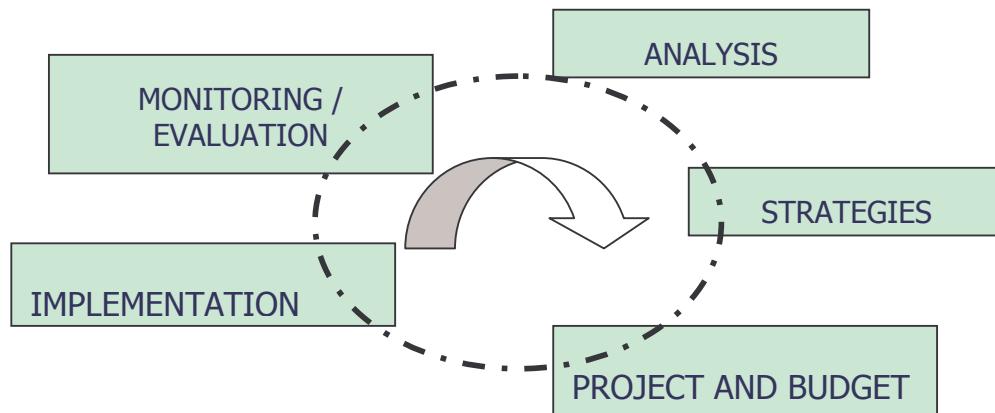 ANALYSIS
MONITORING /
EVALUATION
STRATEGIES
IMPLEMENTATION
PROJECT AND BUDGET